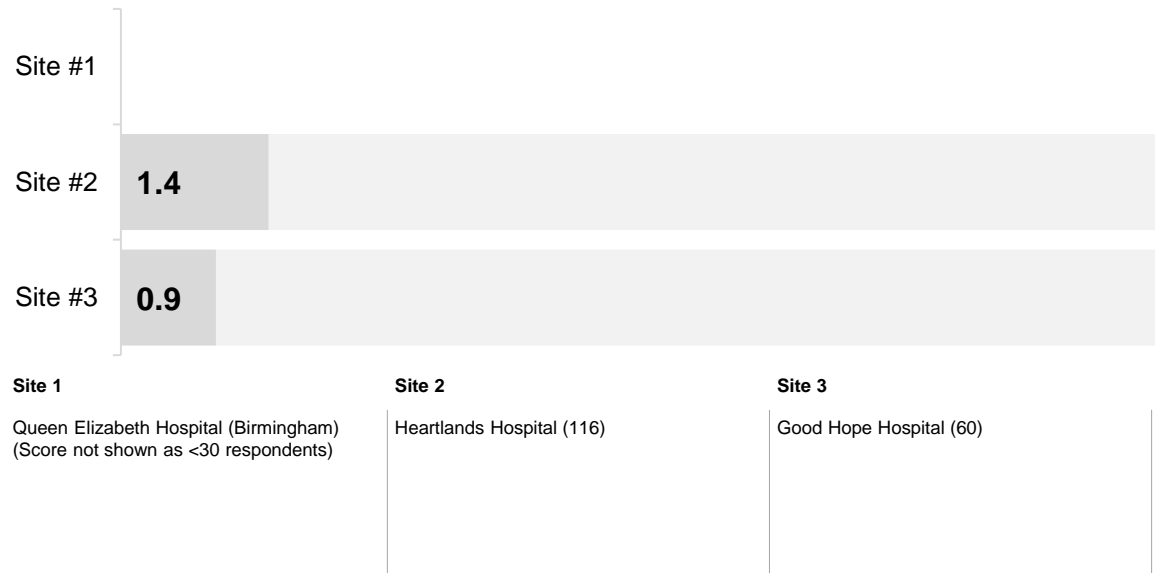 Site #1
Site #2
1.4
Site #3
0.9
Site 1
Site 2
Site 3
Queen Elizabeth Hospital (Birmingham)
(Score not shown as <30 respondents)
Heartlands Hospital (116)
Good Hope Hospital (60)